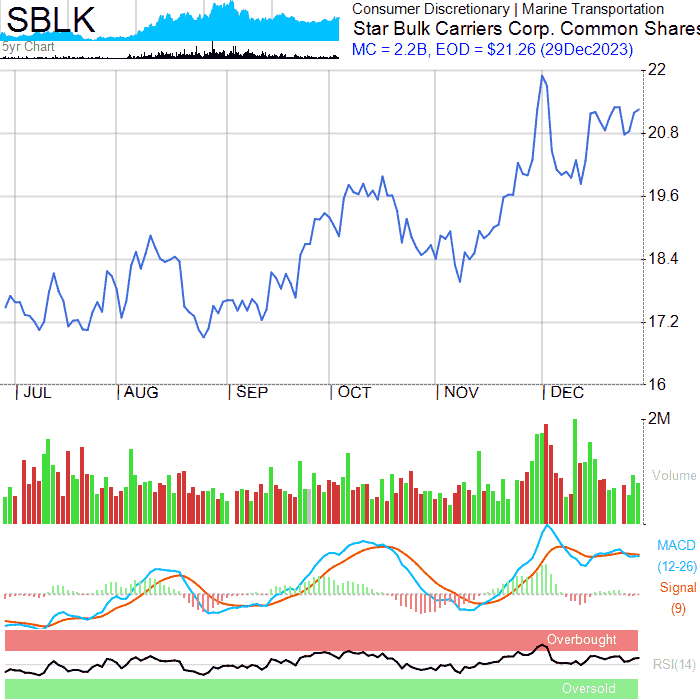 SBLK
5yr Chart
Consumer Discretionary | Marine Transportation
Star Bulk Carriers Corp. Common Shares
MC = 2.2B, EOD = $21.26 (29Dec2023)
22
20.8
19.6
18.4
17.2
16
JUL AUG SEP OCT NOV DEC
2M
Volume
MACD
(12-26)
Signal
(9)
Overbought
RSI(14)
Oversold